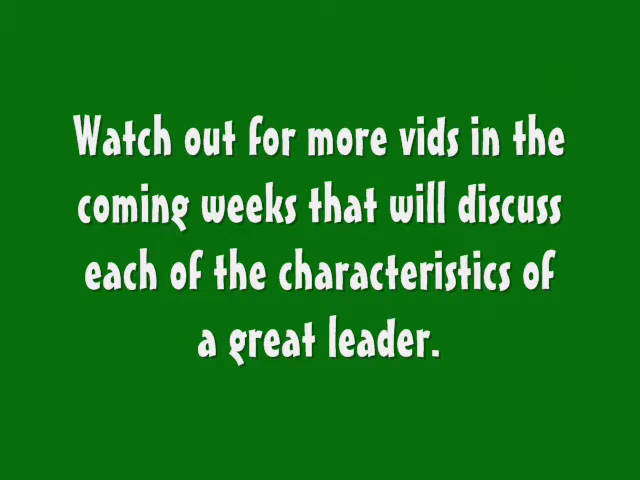 Watch out for more vids in the
coming weeks that will discuss
each of the characteristics of
a great leader.